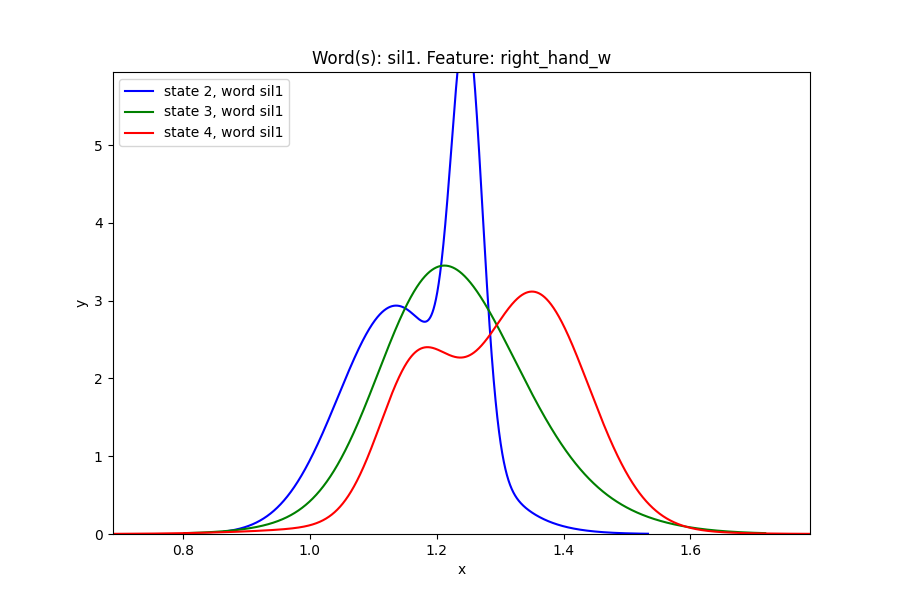 Word(s): sil1. Feature: right_hand_w
state 2, word sil1
state 3, word sil1
state 4, word sil1
y
5
4
3
2
1
0
0.8 1.0 1.2 1.4 1.6
x